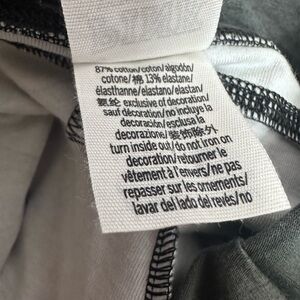 87% cotton/coton/algodón/
cotone/棉 13% elastane/
élasthanne/elastano/elastan/
氨纶 exclusive of decoration/
sauf décoration/no incluye la
decoración/esclusa la
decorazione/装饰除外
turn inside out/do not iron on
decoration/retourner le
vêtement à l'envers/ne pas
repasser sur les ornements/
lavar del lado del revés/no